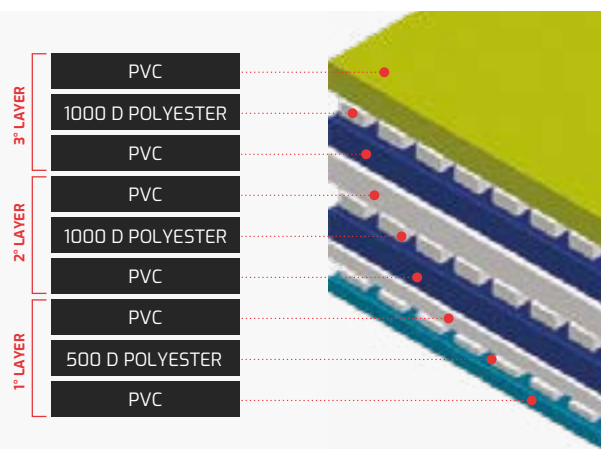 3° LAYER
PVC
1000 D POLYESTER
PVC
2° LAYER
PVC
1000 D POLYESTER
PVC
1° LAYER
PVC
500 D POLYESTER
PVC